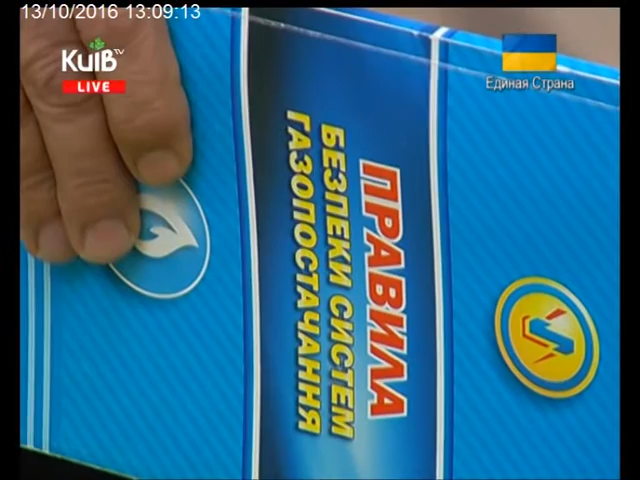 13/10/2016 13:09:13
КиїВ TV
LIVE
Единая Страна
ПРАВИЛА
БЕЗПЕКИ СИСТЕМ
ГАЗОПОСТАЧАННЯ